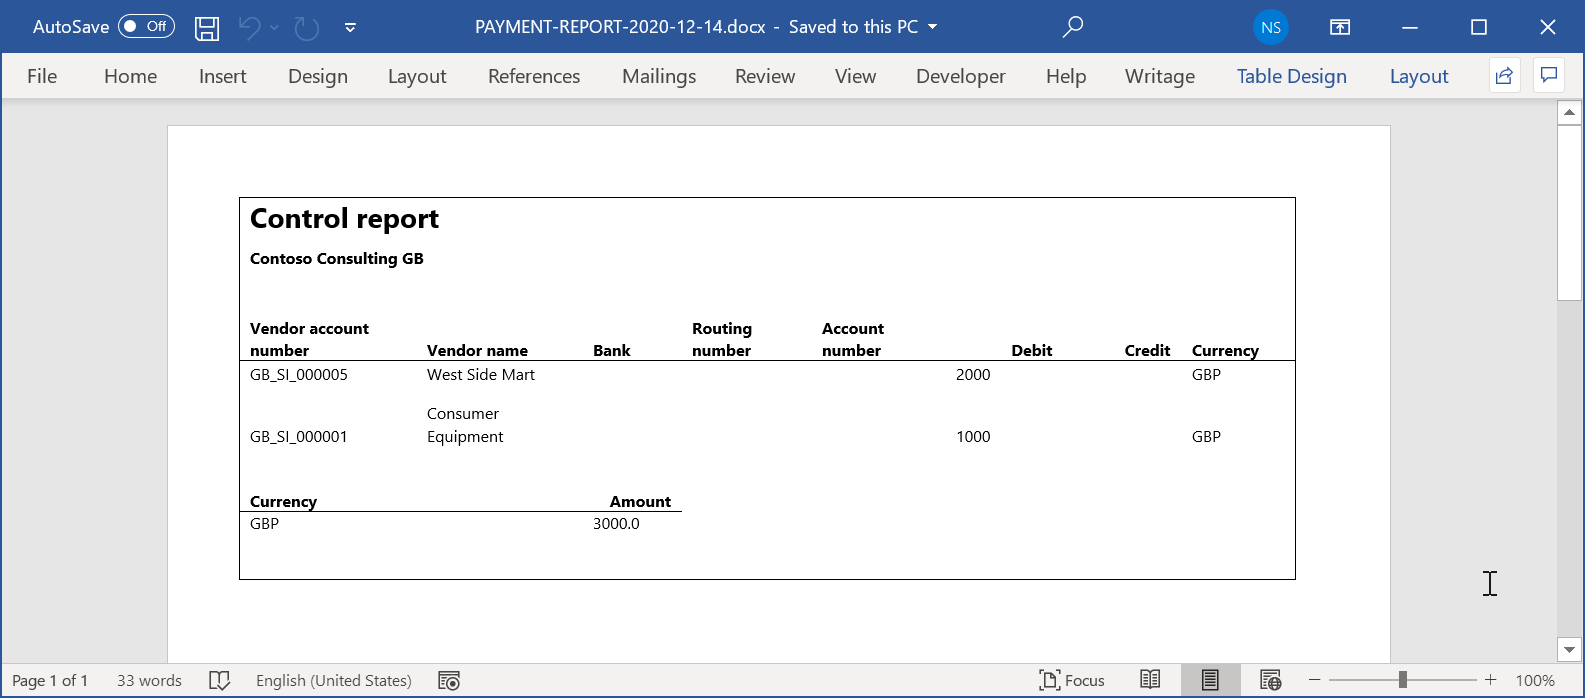 AutoSave Off PAYMENT-REPORT-2020-12-14.docx - Saved to this PC NS
File Home Insert Design Layout References Mailings Review View Developer Help Writage Table Design Layout
Control report
Contoso Consulting GB
Vendor account Routing Account
number Vendor name Bank number number Debit Credit Currency
GB_SI_000005 West Side Mart 2000 GBP
Consumer
GB_SI_000001 Equipment 1000 GBP
Currency Amount
GBP 3000.0
Page 1 of 1 33 words English (United States) Focus 100%